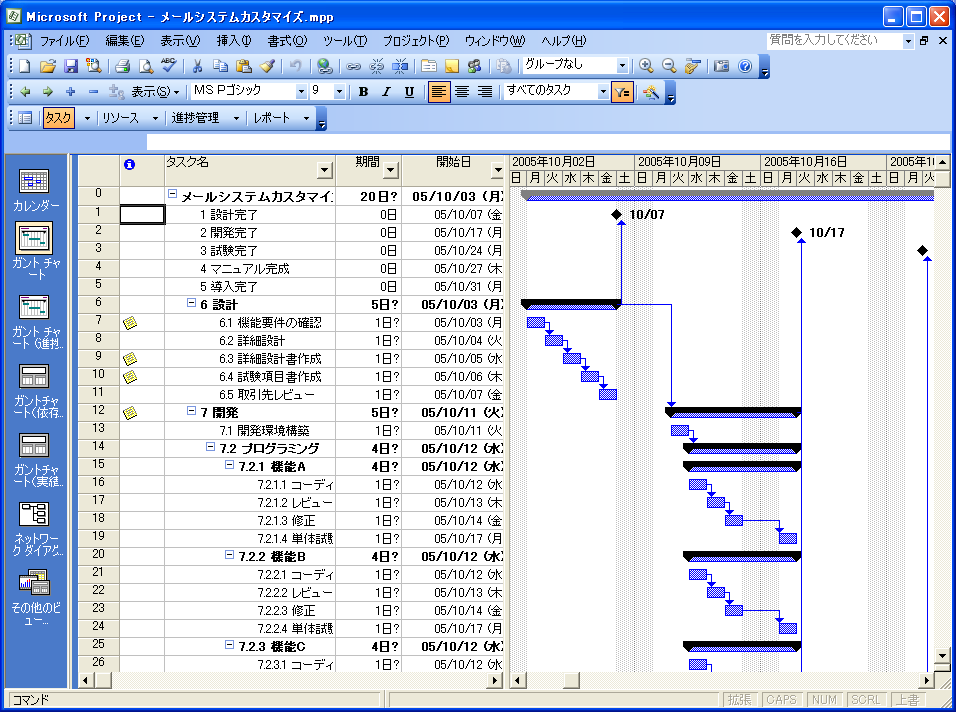 Microsoft Project - メールシステムカスタマイズ.mpp
ファイル(F) 編集(E) 表示(V) 挿入(I) 書式(O) ツール(T) プロジェクト(P) ウィンドウ(W) ヘルプ(H) 質問を入力してください
グループなし
表示(S) MS Pゴシック 9 B I U すべてのタスク
タスク リソース 進捗管理 レポート
タスク名 期間 開始日 2005年10月02日 2005年10月09日 2005年10月16日 2005年1
日 月 火 水 木 金 土 日 月 火 水 木 金 土 日 月 火 水 木 金 土 日 月 火
0 メールシステムカスタマイ 20日? 05/10/03 (月)
1 1 設計完了 0日 05/10/07 (金 10/07
2 2 開発完了 0日 05/10/17 (月 10/17
3 3 試験完了 0日 05/10/24 (月
4 4 マニュアル完成 0日 05/10/27 (木
5 5 導入完了 0日 05/10/31 (月
6 6 設計 5日? 05/10/03 (月)
7 6.1 機能要件の確認 1日? 05/10/03 (月
8 6.2 詳細設計 1日? 05/10/04 (火
9 6.3 詳細設計書作成 1日? 05/10/05 (水
10 6.4 試験項目書作成 1日? 05/10/06 (木
11 6.5 取引先レビュー 1日? 05/10/07 (金
12 7 開発 5日? 05/10/11 (火)
13 7.1 開発環境構築 1日? 05/10/11 (火
14 7.2 プログラミング 4日? 05/10/12 (水)
15 7.2.1 機能A 4日? 05/10/12 (水)
16 7.2.1.1 コーディ 1日? 05/10/12 (水
17 7.2.1.2 レビュー 1日? 05/10/13 (木
18 7.2.1.3 修正 1日? 05/10/14 (金
19 7.2.1.4 単体試験 1日? 05/10/17 (月
20 7.2.2 機能B 4日? 05/10/12 (水)
21 7.2.2.1 コーディ 1日? 05/10/12 (水
22 7.2.2.2 レビュー 1日? 05/10/13 (木
23 7.2.2.3 修正 1日? 05/10/14 (金
24 7.2.2.4 単体試験 1日? 05/10/17 (月
25 7.2.3 機能C 4日? 05/10/12 (水)
26 7.2.3.1 コーディ 1日? 05/10/12 (水
カレンダー
ガント チャ
ート
ガント チャ
ート (進捗...
ガントチャ
ート(依存...
ガントチャ
ート(実績...
ネットワー
ク ダイアグ...
その他のビ
ュー...
コマンド 拡張 CAPS NUM SCRL 上書